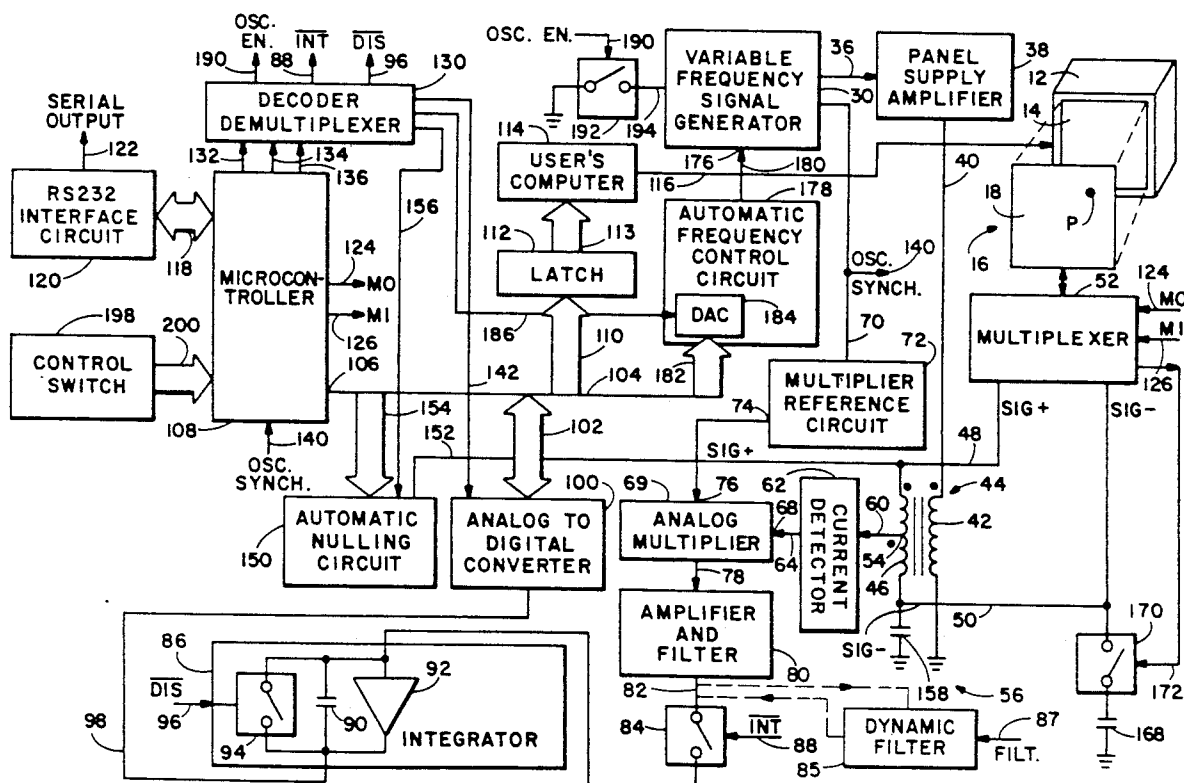 OSC.
EN.
INT
DIS
190
88
96
130
DECODER
DEMULTIPLEXER
SERIAL
OUTPUT
122
132
134
136
RS232
INTERFACE
CIRCUIT
120
118
MICROCON-
TROLLER
124
M0
M1
126
106
198
200
CONTROL
SWITCH
108
140
OSC.
SYNCH.
156
OSC. EN.
190
192
194
VARIABLE
FREQUENCY
SIGNAL
GENERATOR
36
30
176
180
PANEL
SUPPLY
AMPLIFIER
38
40
12
14
18
P
16
114
USER'S
COMPUTER
116
178
112
113
LATCH
AUTOMATIC
FREQUENCY
CONTROL
CIRCUIT
DAC
184
186
110
104
182
142
OSC.
SYNCH.
140
70
72
MULTIPLIER
REFERENCE
CIRCUIT
74
52
124
M0
M1
126
MULTIPLEXER
SIG+
SIG-
154
152
102
SIG+
48
150
AUTOMATIC
NULLING
CIRCUIT
100
ANALOG TO
DIGITAL
CONVERTER
69
76
68
ANALOG
MULTIPLIER
64
62
CURRENT
DETECTOR
60
54
46
44
42
78
AMPLIFIER
AND
FILTER
80
50
SIG-
158
56
170
172
168
86
DIS
96
94
90
92
INTEGRATOR
98
82
84
INT
88
DYNAMIC
FILTER
85
87
FILT.